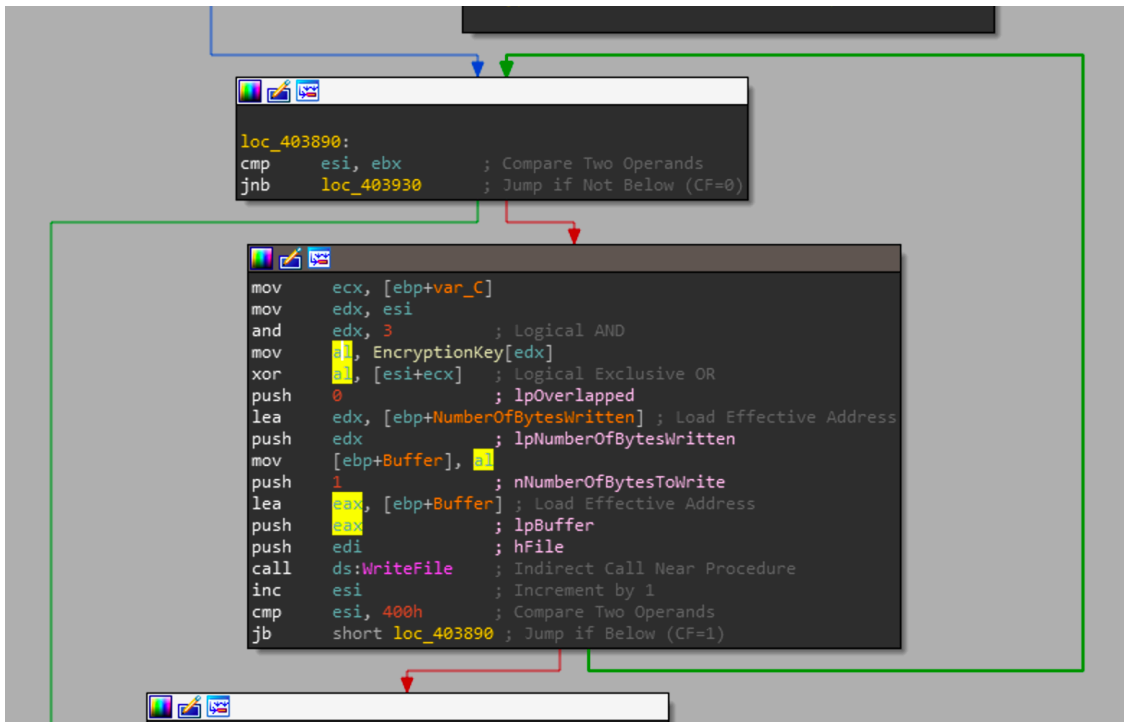 loc_403890:
cmp esi, ebx ; Compare Two Operands
jnb loc_403930 ; Jump if Not Below (CF=0)
mov ecx, [ebp+var_C]
mov edx, esi
and edx, 3 ; Logical AND
mov al, EncryptionKey[edx]
xor al, [esi+ecx] ; Logical Exclusive OR
push 0 ; lpOverlapped
lea edx, [ebp+NumberOfBytesWritten] ; Load Effective Address
push edx ; lpNumberOfBytesWritten
mov [ebp+Buffer], al
push 1 ; nNumberOfBytesToWrite
lea eax, [ebp+Buffer] ; Load Effective Address
push eax ; lpBuffer
push edi ; hFile
call ds:WriteFile ; Indirect Call Near Procedure
inc esi ; Increment by 1
cmp esi, 400h ; Compare Two Operands
jb short loc_403890 ; Jump if Below (CF=1)